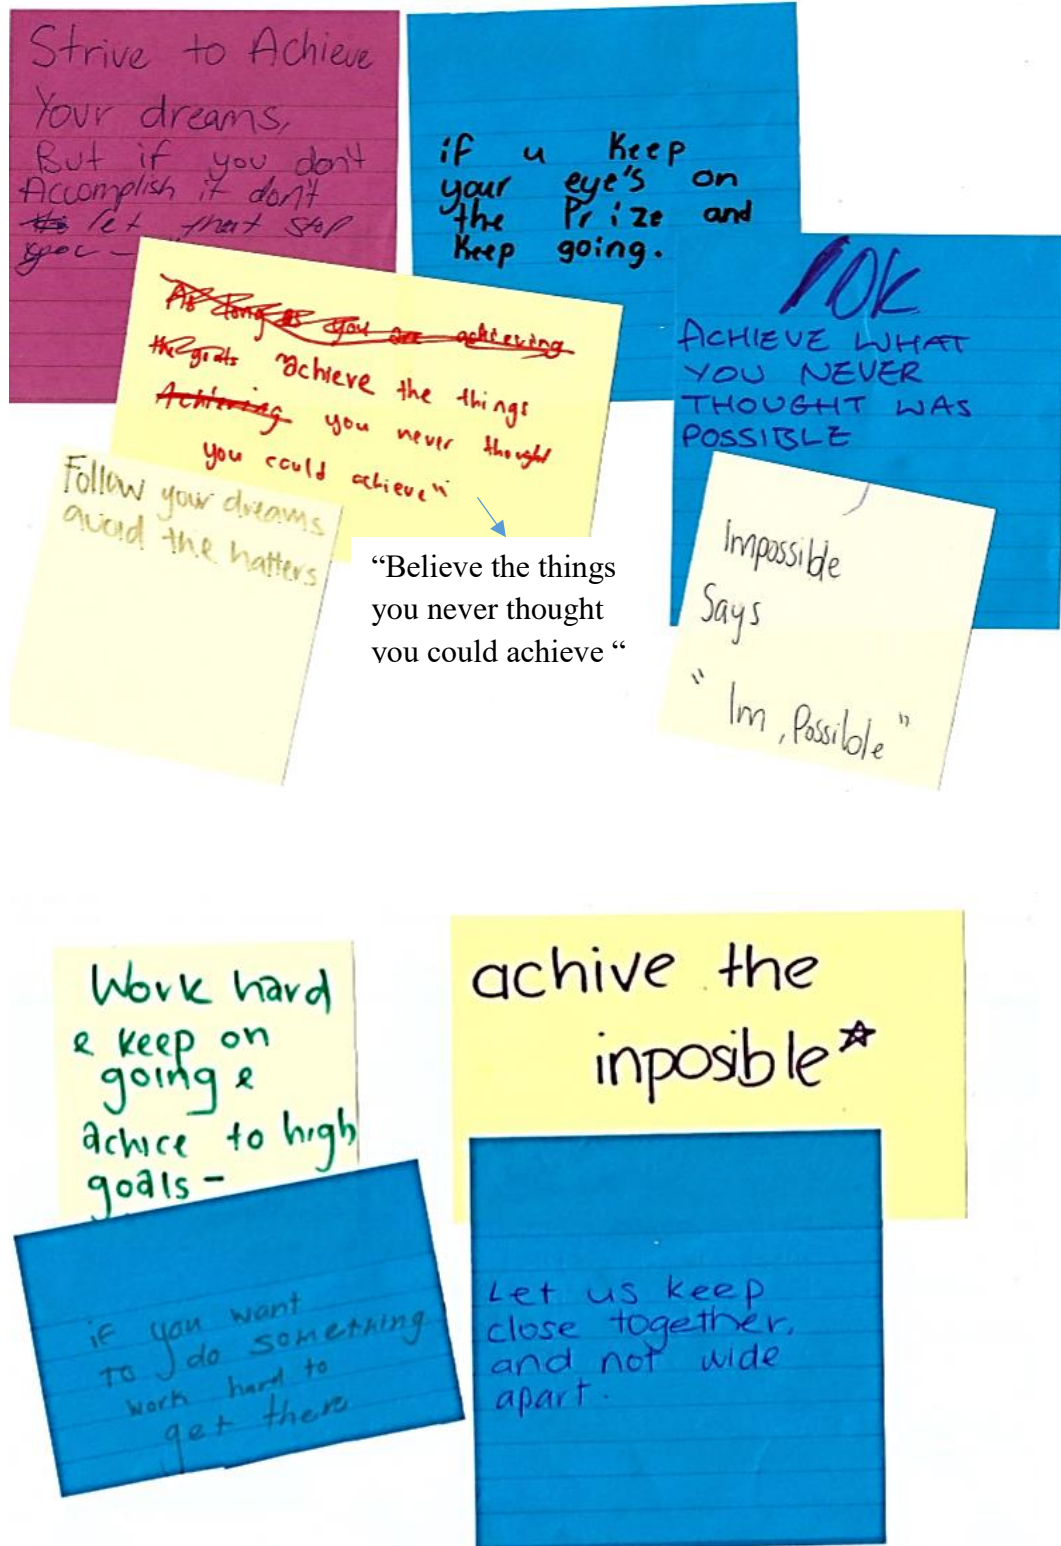 Strive to Achieve
Your dreams,
But if you don't
Accomplish it don't
let that stop
if u Keep
your eye's on
the Prize and
Keep going.
As long as you are achieving
the goals achieve the things
Achieving you never thought
you could achieve"
10K
ACHIEVE WHAT
YOU NEVER
THOUGHT WAS
POSSIBLE
Follow your dreams
avoid the hatters
“Believe the things
you never thought
you could achieve “
Impossible
Says
" Im , Possible "
Work hard
& keep on
going &
achice to high
goals -
achive the
inposible
if you want
to do something
work hard to
get there
Let us keep
close together,
and not wide
apart.